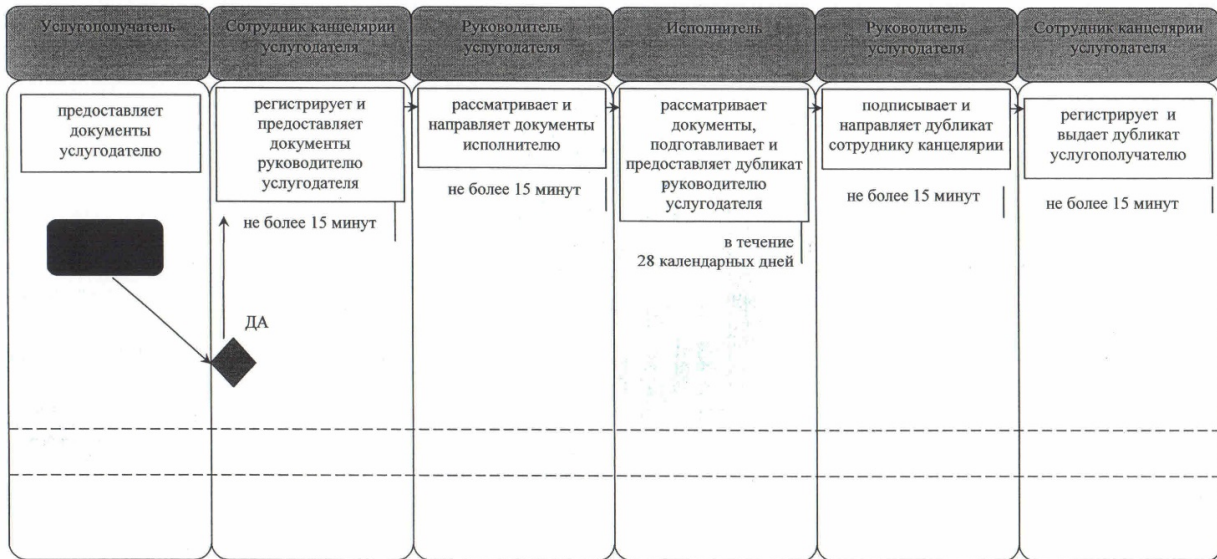 Услугополучатель
Сотрудник канцелярии
услугодателя
Руководитель
услугодателя
Исполнитель
Руководитель
услугодателя
Сотрудник канцелярии
услугодателя
предоставляет
документы
услугодателю
регистрирует и
предоставляет
документы
руководителю
услугодателя
не более 15 минут
рассматривает и
направляет документы
исполнителю
не более 15 минут
рассматривает
документы,
подготавливает и
предоставляет дубликат
руководителю
услугодателя
в течение
28 календарных дней
подписывает и
направляет дубликат
сотруднику канцелярии
не более 15 минут
регистрирует и
выдает дубликат
услугополучателю
не более 15 минут
ДА